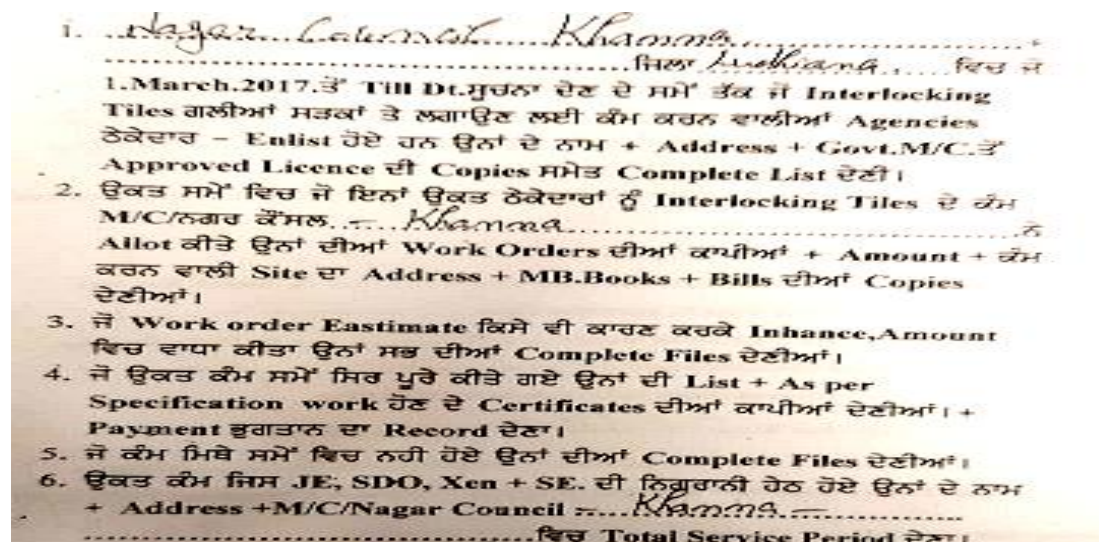 1. Nagar Council Khanna
ਜਿਲਾ Ludhiana ਵਿਚ ਜੋ
1.March.2017.ਤੋਂ Till Dt.ਸੂਚਨਾ ਦੇਣ ਦੇ ਸਮੇਂ ਤੱਕ ਜੋ Interlocking
Tiles ਗਲੀਆਂ ਸੜਕਾਂ ਤੇ ਲਗਾਉਣ ਲਈ ਕੰਮ ਕਰਨ ਵਾਲੀਆਂ Agencies
ਠੇਕੇਦਾਰ - Enlist ਹੋਏ ਹਨ ਉਨਾਂ ਦੇ ਨਾਮ + Address + Govt.M/C.ਤੋਂ
Approved Licence ਦੀ Copies ਸਮੇਤ Complete List ਦੇਣੀ।
2. ਉਕਤ ਸਮੇਂ ਵਿਚ ਜੋ ਇਨਾਂ ਉਕਤ ਠੇਕੇਦਾਰਾਂ ਨੂੰ Interlocking Tiles ਦੇ ਕੰਮ
M/C/ਨਗਰ ਕੌਂਸਲ. – Khanna ਨੇ
Allot ਕੀਤੇ ਉਨਾਂ ਦੀਆਂ Work Orders ਦੀਆਂ ਕਾਪੀਆਂ + Amount + ਕੰਮ
ਕਰਨ ਵਾਲੀ Site ਦਾ Address + MB.Books + Bills ਦੀਆਂ Copies
ਦੇਣੀਆਂ।
3. ਜੋ Work order Eastimate ਕਿਸੇ ਵੀ ਕਾਰਣ ਕਰਕੇ Inhance,Amount
ਵਿਚ ਵਾਧਾ ਕੀਤਾ ਉਨਾਂ ਸਭ ਦੀਆਂ Complete Files ਦੇਣੀਆਂ।
4. ਜੋ ਉਕਤ ਕੰਮ ਸਮੇਂ ਸਿਰ ਪੂਰੇ ਕੀਤੇ ਗਏ ਉਨਾਂ ਦੀ List + As per
Specification work ਹੋਣ ਦੇ Certificates ਦੀਆਂ ਕਾਪੀਆਂ ਦੇਣੀਆਂ। +
Payment ਭੁਗਤਾਨ ਦਾ Record ਦੇਣਾ।
5. ਜੋ ਕੰਮ ਮਿਥੇ ਸਮੇਂ ਵਿਚ ਨਹੀ ਹੋਏ ਉਨਾਂ ਦੀਆਂ Complete Files ਦੇਣੀਆਂ।
6. ਉਕਤ ਕੰਮ ਜਿਸ JE, SDO, Xen + SE. ਦੀ ਨਿਗਰਾਨੀ ਹੇਠ ਹੋਏ ਉਨਾਂ ਦੇ ਨਾਮ
+ Address +M/C/Nagar Council – Khanna –
ਵਿਚ Total Service Period ਦੇਣਾ।